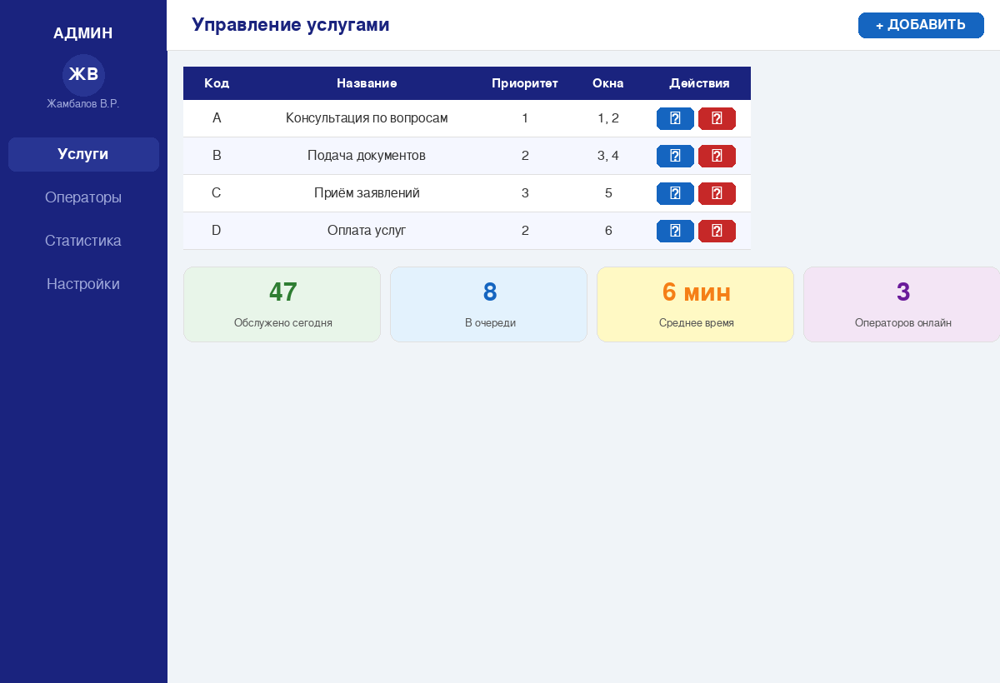 АДМИН
ЖВ
Жамбалов В.Р.
Услуги
Операторы
Статистика
Настройки
Управление услугами
+ ДОБАВИТЬ
Код Название Приоритет Окна Действия
A Консультация по вопросам 1 1, 2
B Подача документов 2 3, 4
C Приём заявлений 3 5
D Оплата услуг 2 6
47
Обслужено сегодня
8
В очереди
6 мин
Среднее время
3
Операторов онлайн